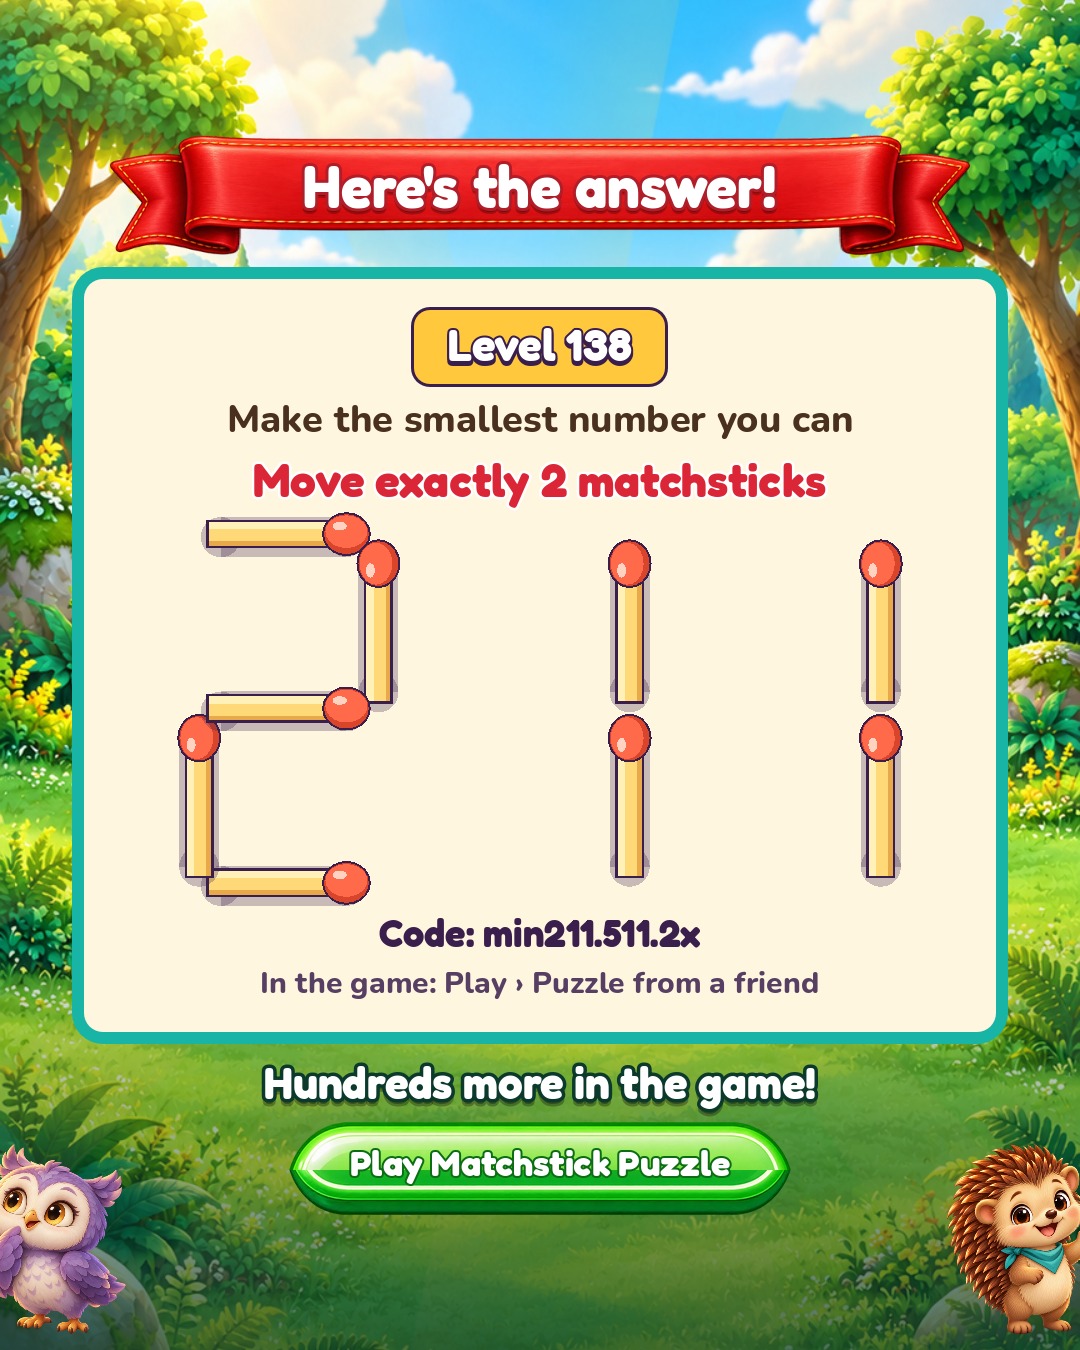 Here's the answer!
Level 138
Make the smallest number you can
Move exactly 2 matchsticks
211
Code: min211.511.2x
In the game: Play › Puzzle from a friend
Hundreds more in the game!
Play Matchstick Puzzle